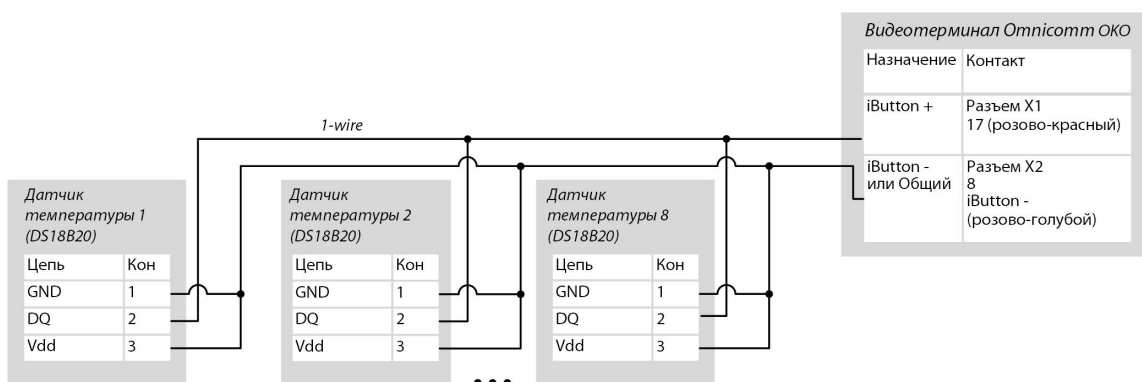 Видеотерминал Omnicomm ОКО
Назначение Контакт
iButton + Разъем X1
17 (розово-красный)
iButton - Разъем X2
или Общий 8
iButton -
(розово-голубой)
1-wire
Датчик
температуры 1
(DS18B20)
Цепь Кон
GND 1
DQ 2
Vdd 3
Датчик
температуры 2
(DS18B20)
Цепь Кон
GND 1
DQ 2
Vdd 3
Датчик
температуры 8
(DS18B20)
Цепь Кон
GND 1
DQ 2
Vdd 3